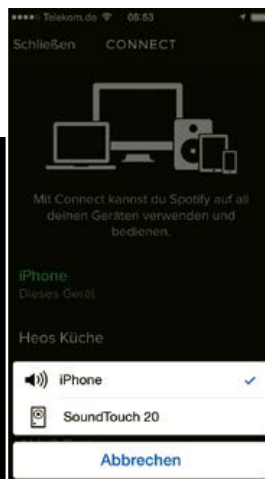 Telekom.de 08:53
Schließen CONNECT
Mit Connect kannst du Spotify auf all
deinen Geräten verwenden und
bedienen.
iPhone
Dieses Gerät
Heos Küche
iPhone
SoundTouch 20
Abbrechen